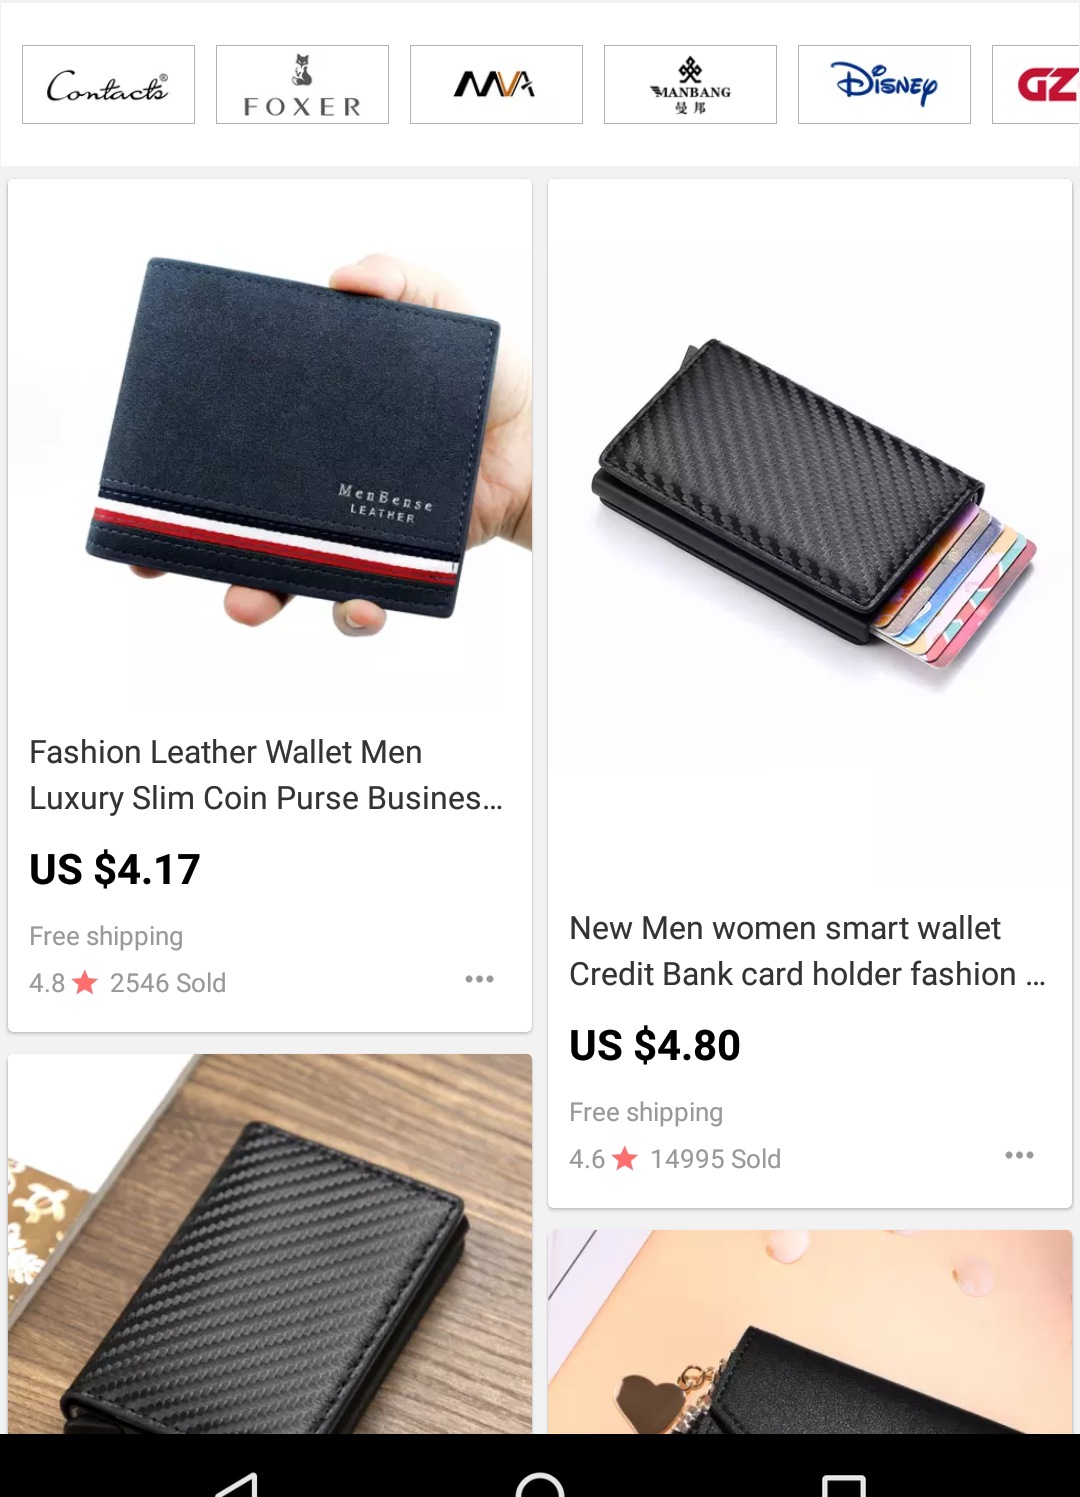 Contacts®
FOXER
MVA
MANBANG
曼邦
Disney
GZ
MenBense
LEATHER
Fashion Leather Wallet Men
Luxury Slim Coin Purse Busines...
US $4.17
Free shipping
4.8 ★ 2546 Sold
New Men women smart wallet
Credit Bank card holder fashion ...
US $4.80
Free shipping
4.6 ★ 14995 Sold